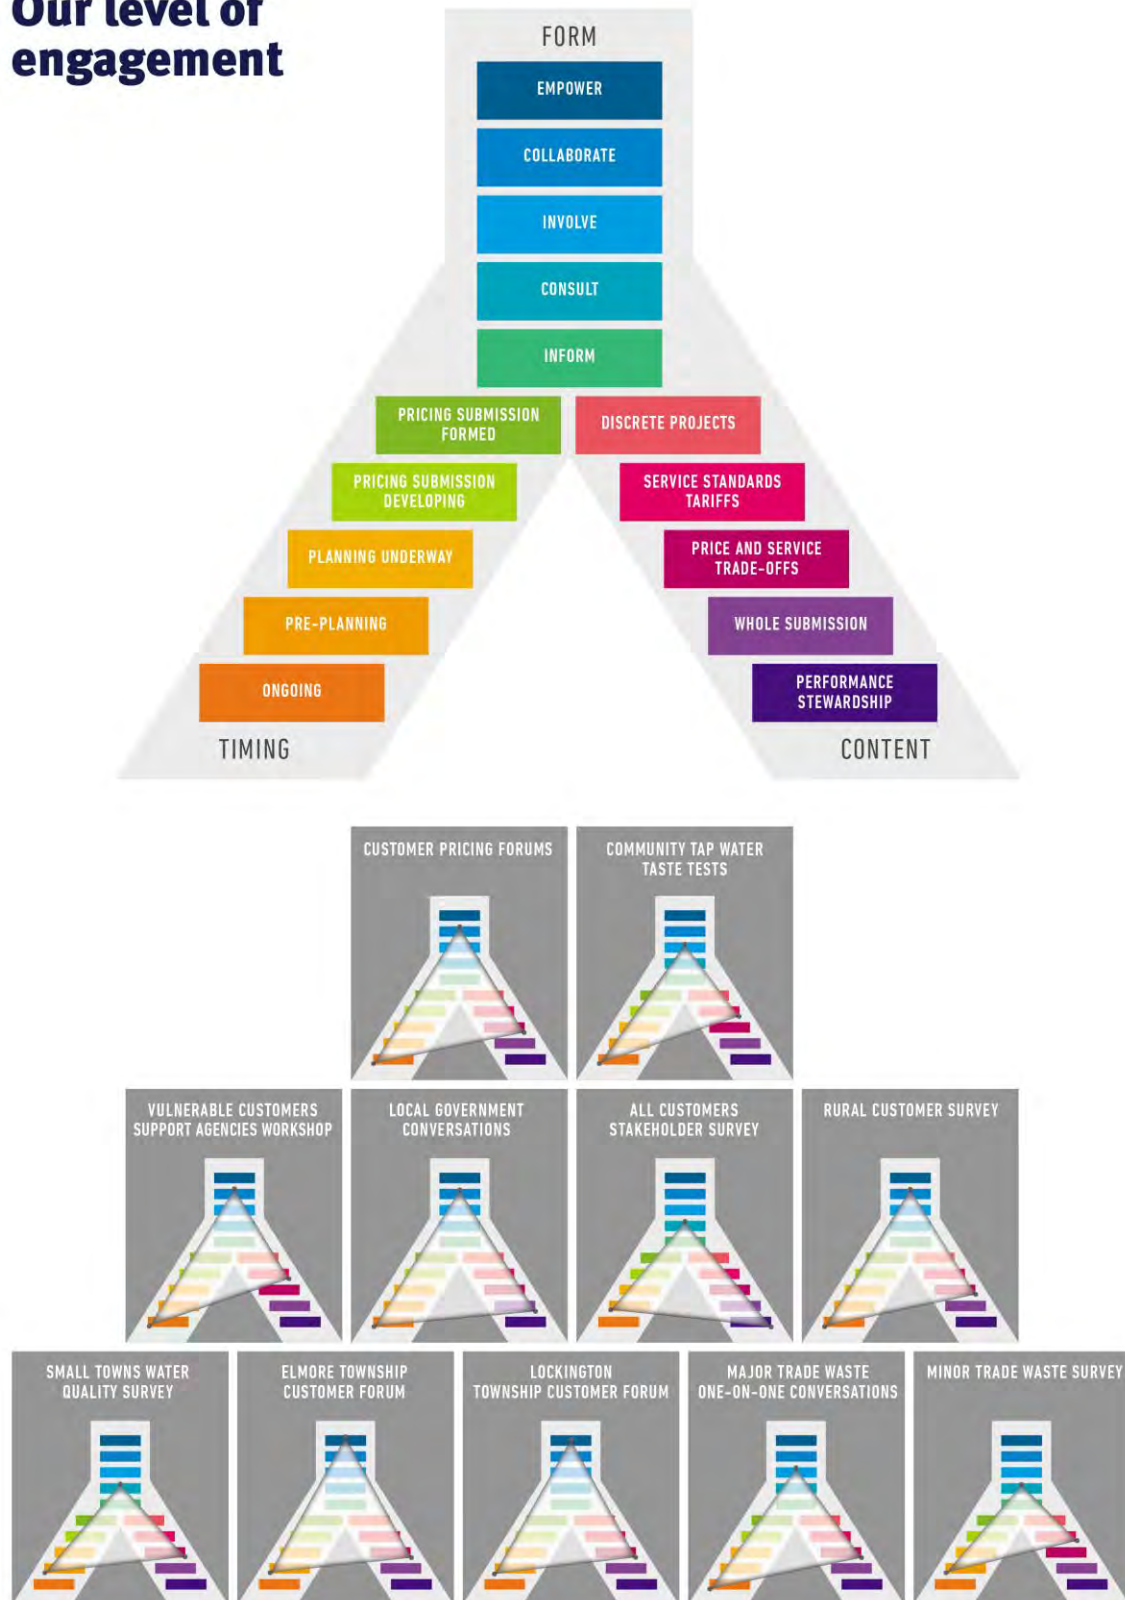 Our level of
engagement
FORM
EMPOWER
COLLABORATE
INVOLVE
CONSULT
INFORM
PRICING SUBMISSION
FORMED
DISCRETE PROJECTS
PRICING SUBMISSION
DEVELOPING
SERVICE STANDARDS
TARIFFS
PLANNING UNDERWAY
PRICE AND SERVICE
TRADE-OFFS
PRE-PLANNING
WHOLE SUBMISSION
ONGOING
PERFORMANCE
STEWARDSHIP
TIMING
CONTENT
CUSTOMER PRICING FORUMS
COMMUNITY TAP WATER
TASTE TESTS
VULNERABLE CUSTOMERS
SUPPORT AGENCIES WORKSHOP
LOCAL GOVERNMENT
CONVERSATIONS
ALL CUSTOMERS
STAKEHOLDER SURVEY
RURAL CUSTOMER SURVEY
SMALL TOWNS WATER
QUALITY SURVEY
ELMORE TOWNSHIP
CUSTOMER FORUM
LOCKINGTON
TOWNSHIP CUSTOMER FORUM
MAJOR TRADE WASTE
ONE-ON-ONE CONVERSATIONS
MINOR TRADE WASTE SURVEY